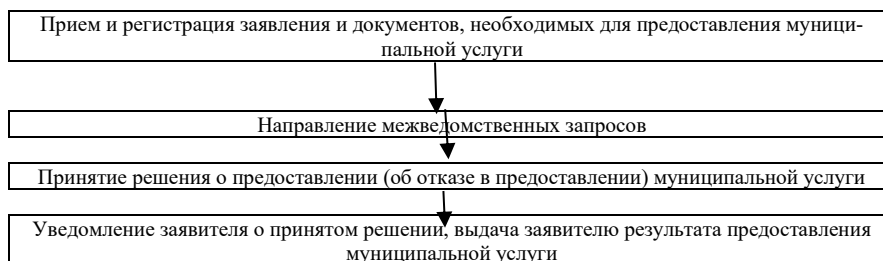 Прием и регистрация заявления и документов, необходимых для предоставления муници-
пальной услуги
Направление межведомственных запросов
Принятие решения о предоставлении (об отказе в предоставлении) муниципальной услуги
Уведомление заявителя о принятом решении, выдача заявителю результата предоставления
муниципальной услуги